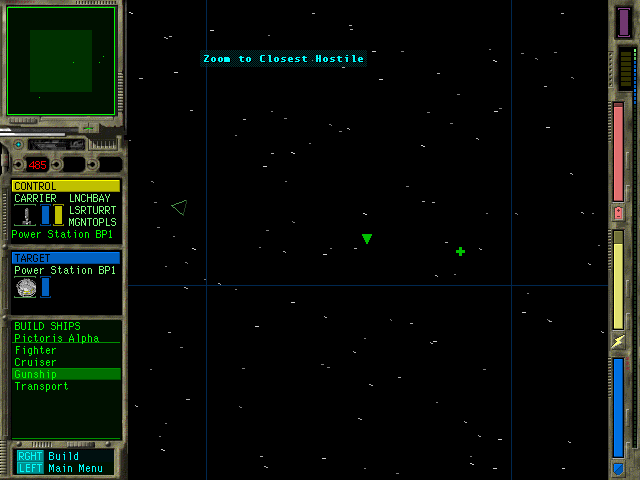 Zoom to Closest Hostile
485
CONTROL
CARRIER LNCHBAY
LSRTURRT
MGNTOPLS
Power Station BP1
TARGET
Power Station BP1
BUILD SHIPS
Pictoris Alpha
Fighter
Cruiser
Gunship
Transport
RGHT Build
LEFT Main Menu